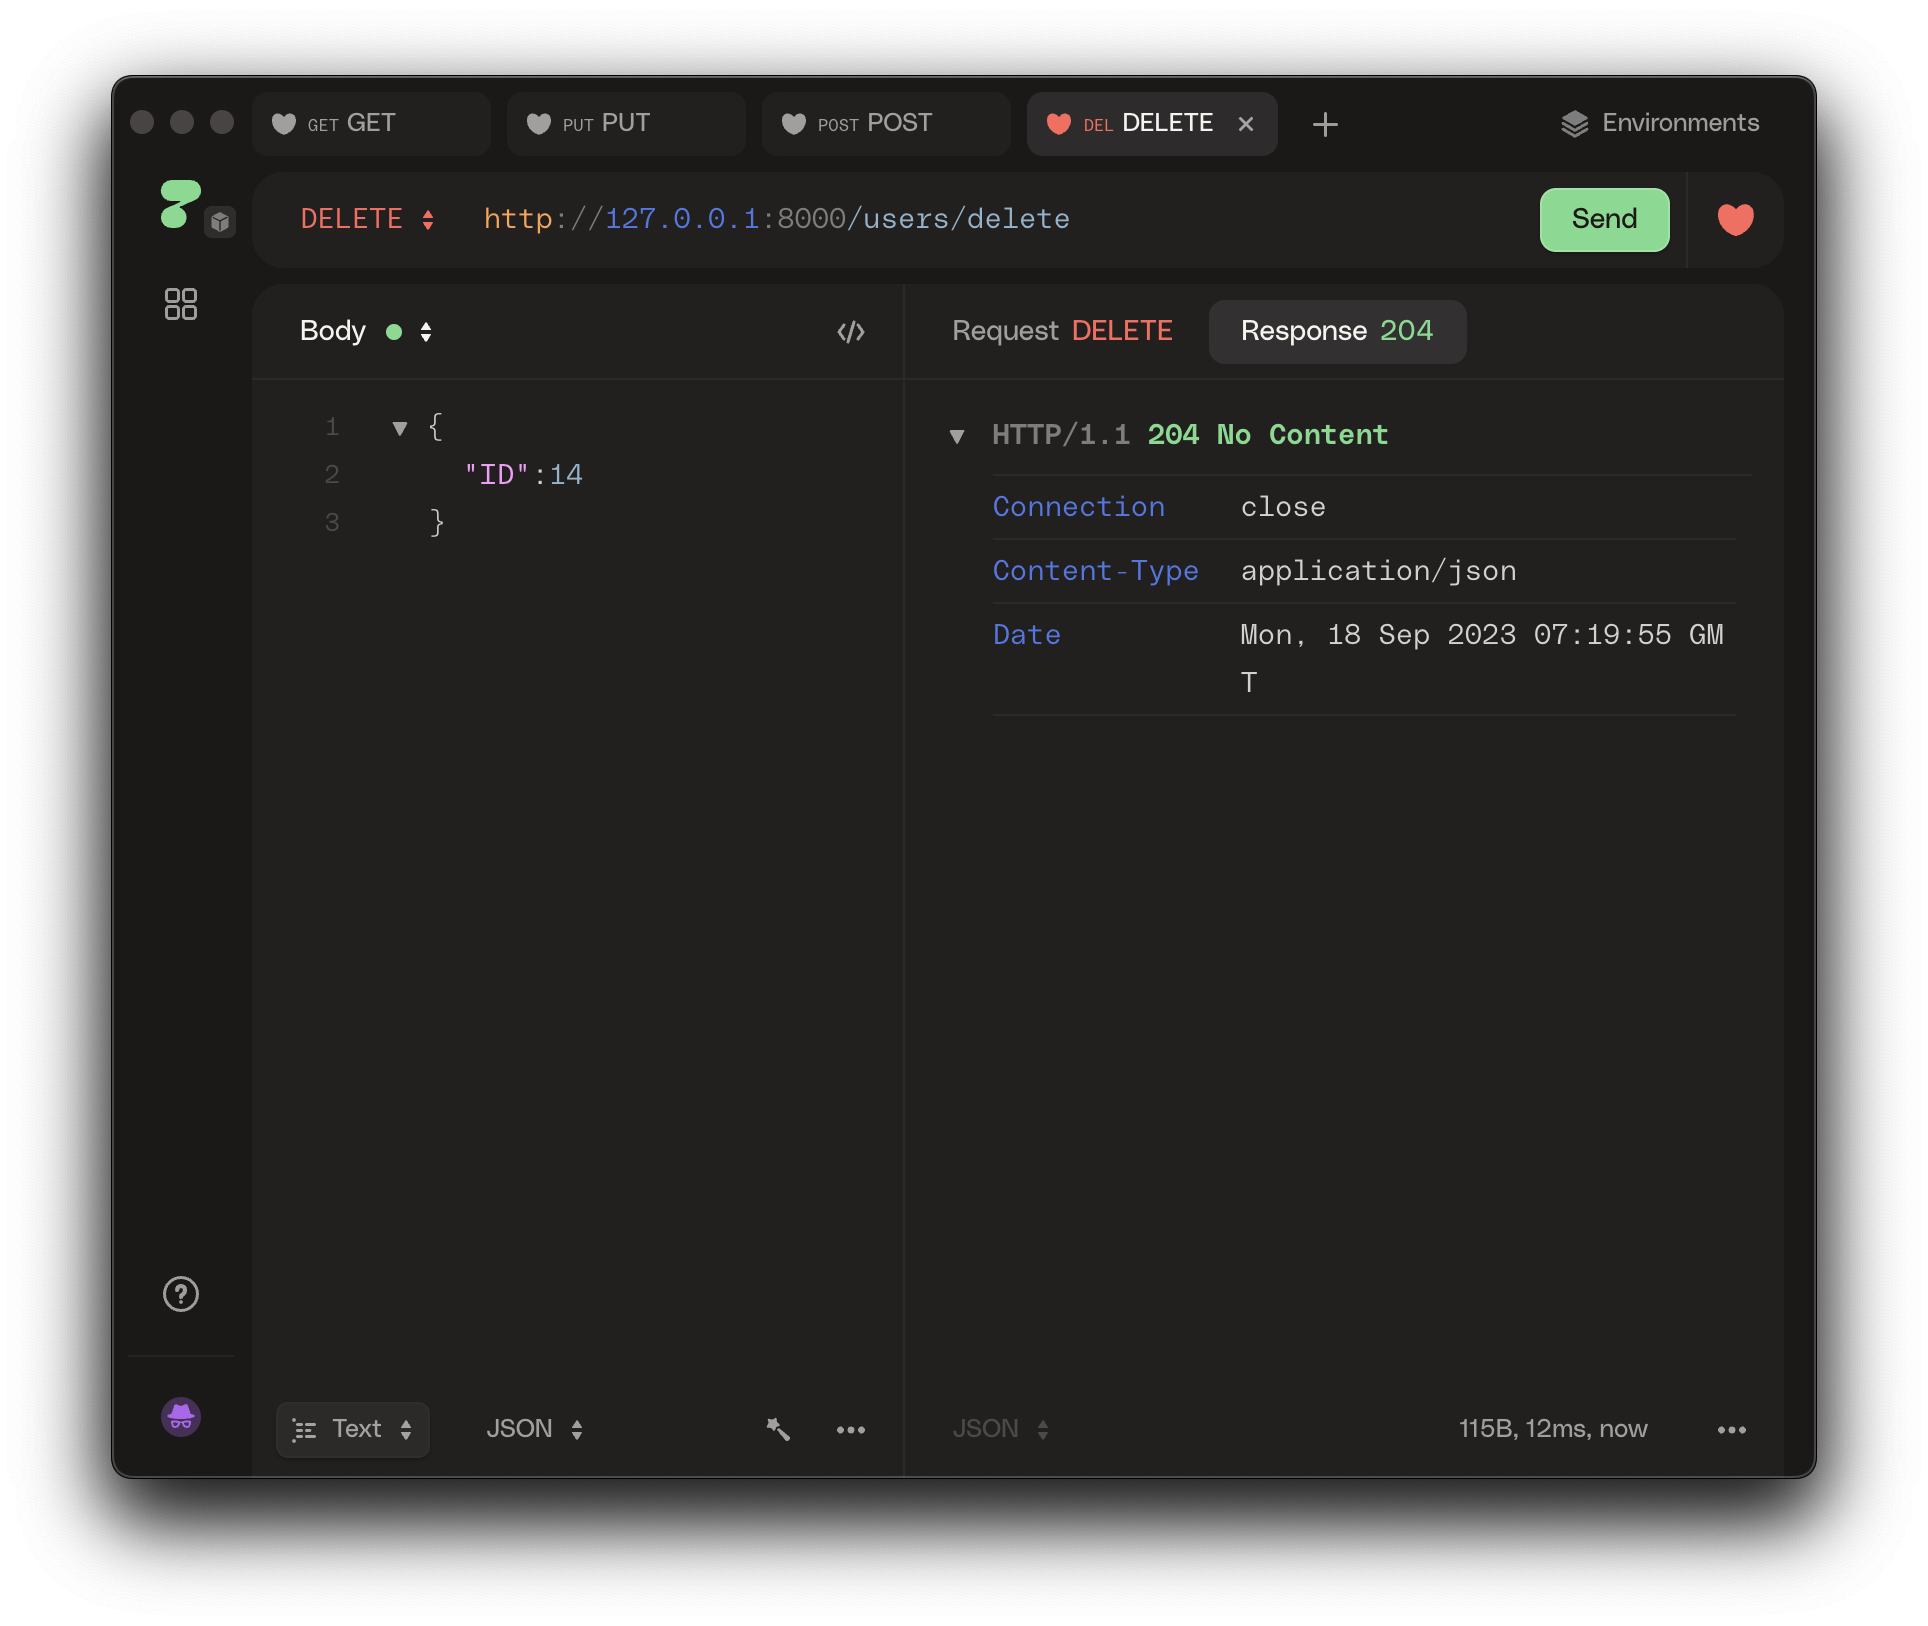 GET GET PUT PUT POST POST DEL DELETE Environments
DELETE http://127.0.0.1:8000/users/delete Send
Body
Request DELETE Response 204
1 {
2 "ID":14
3 }
HTTP/1.1 204 No Content
Connection close
Content-Type application/json
Date Mon, 18 Sep 2023 07:19:55 GM
T
Text JSON
JSON 115B, 12ms, now